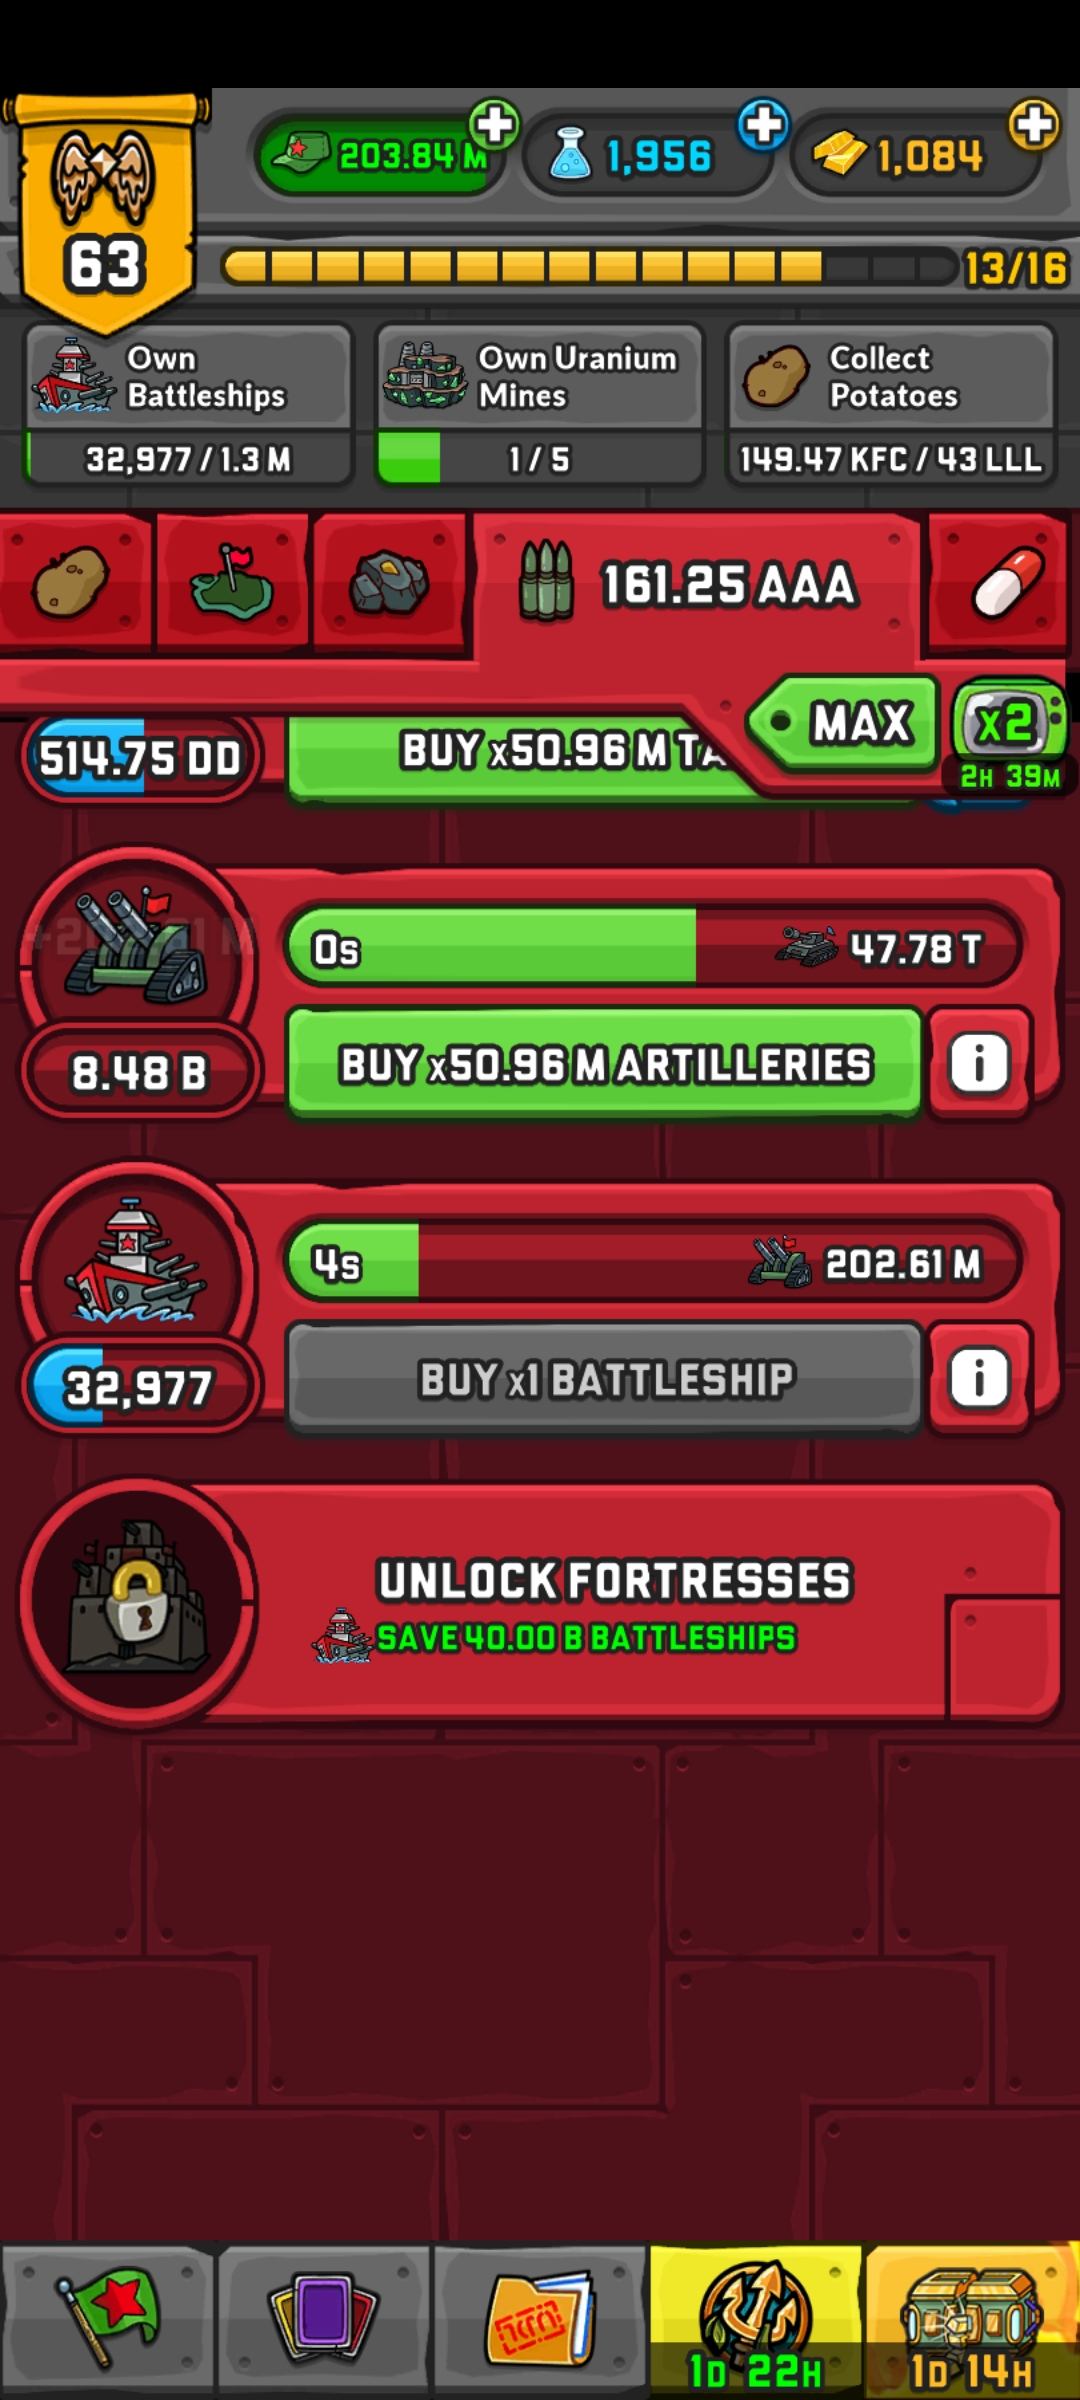 203.84 M
1,956
1,084
63
13/16
Own
Battleships
32,977 / 1.3 M
Own Uranium
Mines
1 / 5
Collect
Potatoes
149.47 KFC / 43 LLL
161.25 AAA
MAX
X2
2H 39M
514.75 DD
BUY x50.96 M TA
0s
47.78 T
8.48 B
BUY x50.96 M ARTILLERIES
i
4s
202.61 M
32,977
BUY x1 BATTLESHIP
i
UNLOCK FORTRESSES
SAVE 40.00 B BATTLESHIPS
1D 22H
1D 14H